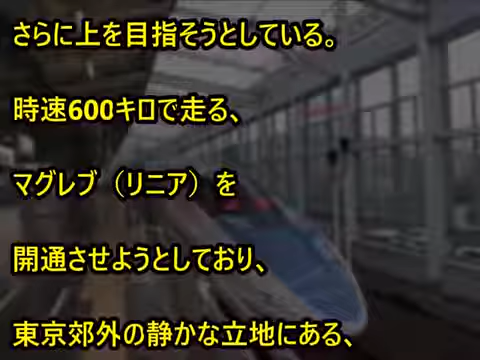 さらに上を目指そうとしている。
時速600キロで走る、
マグレブ（リニア）を
開通させようとしており、
東京郊外の静かな立地にある、